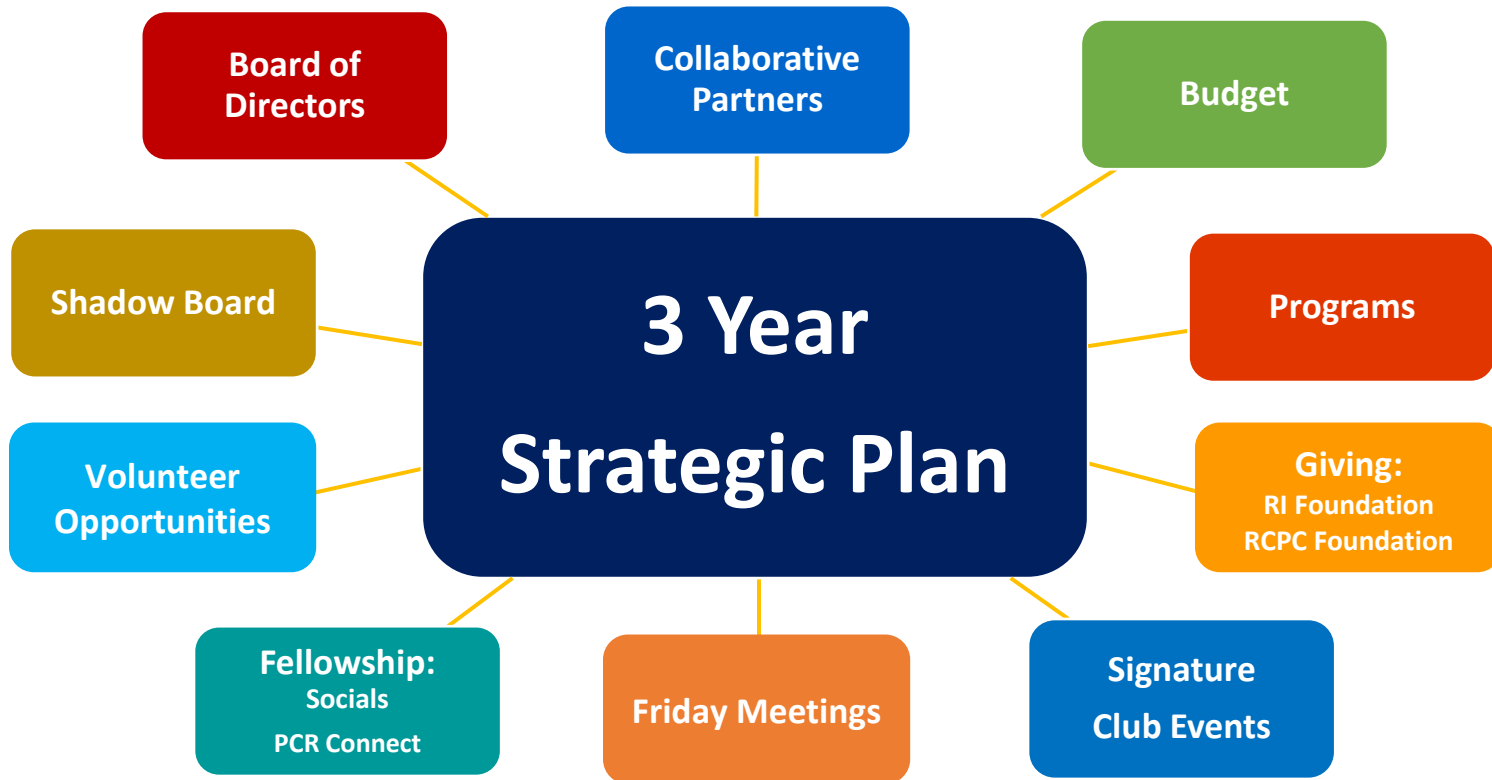 Board of
Directors
Collaborative
Partners
Budget
Shadow Board
3 Year
Strategic Plan
Programs
Volunteer
Opportunities
Giving:
RI Foundation
RCPC Foundation
Fellowship:
Socials
PCR Connect
Friday Meetings
Signature
Club Events